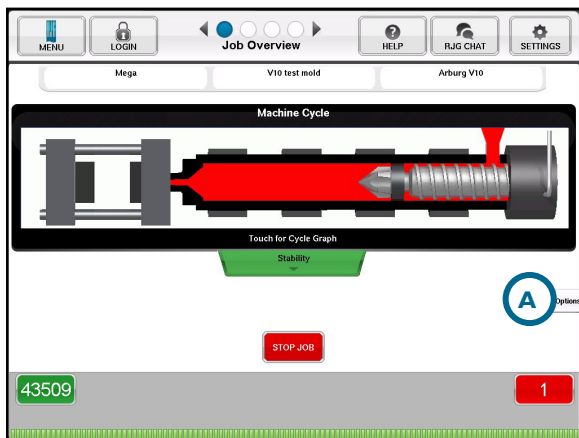 MENU
LOGIN
Job Overview
HELP
RJG CHAT
SETTINGS
Mega
V10 test mold
Arburg V10
Machine Cycle
Touch for Cycle Graph
Stability
A
Options
STOP JOB
43509
1